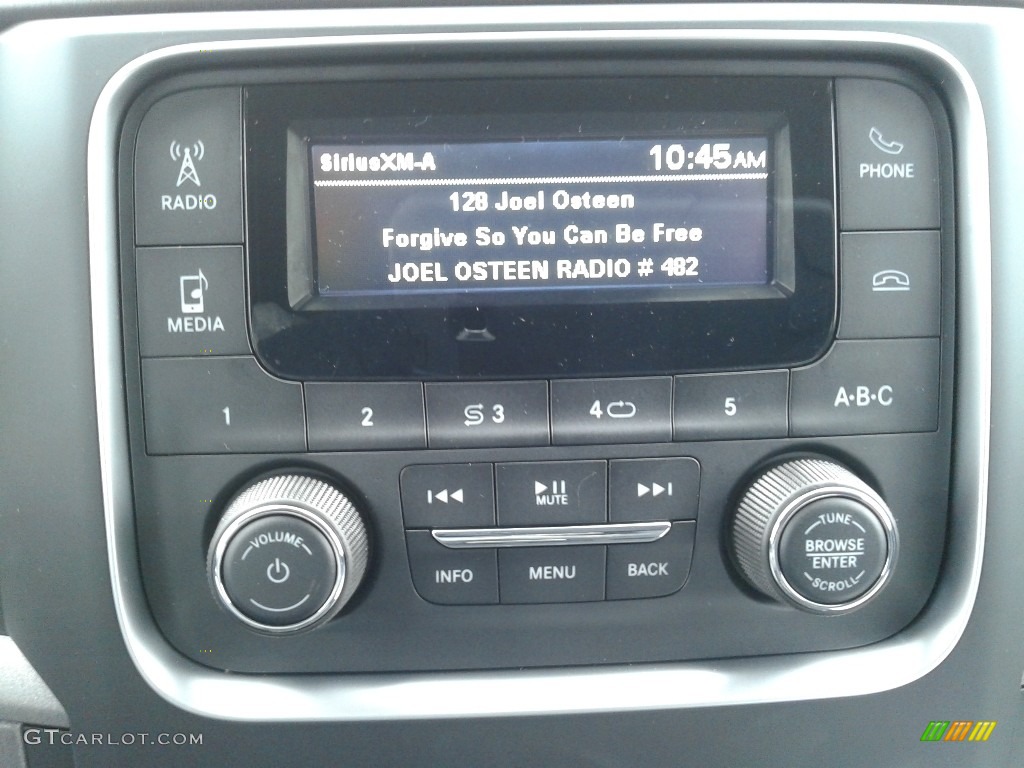 SiriusXM-A 10:45AM
128 Joel Osteen
Forgive So You Can Be Free
JOEL OSTEEN RADIO # 482
RADIO
MEDIA
PHONE
1 2 3 4 5 A·B·C
MUTE
VOLUME
INFO MENU BACK
TUNE
BROWSE
ENTER
SCROLL
GTCARLOT.COM